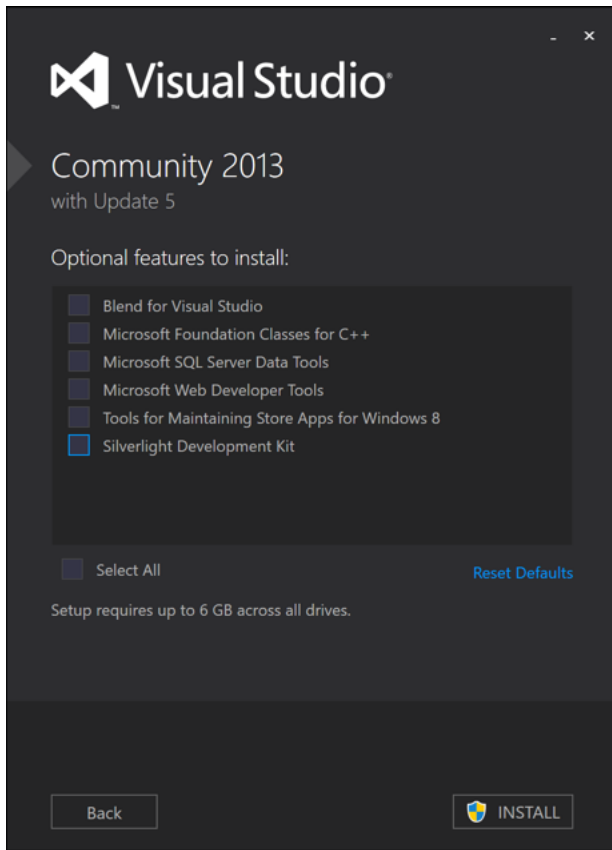 Visual Studio®
™
Community 2013
with Update 5
Optional features to install:
Blend for Visual Studio
Microsoft Foundation Classes for C++
Microsoft SQL Server Data Tools
Microsoft Web Developer Tools
Tools for Maintaining Store Apps for Windows 8
Silverlight Development Kit
Select All
Reset Defaults
Setup requires up to 6 GB across all drives.
Back
INSTALL